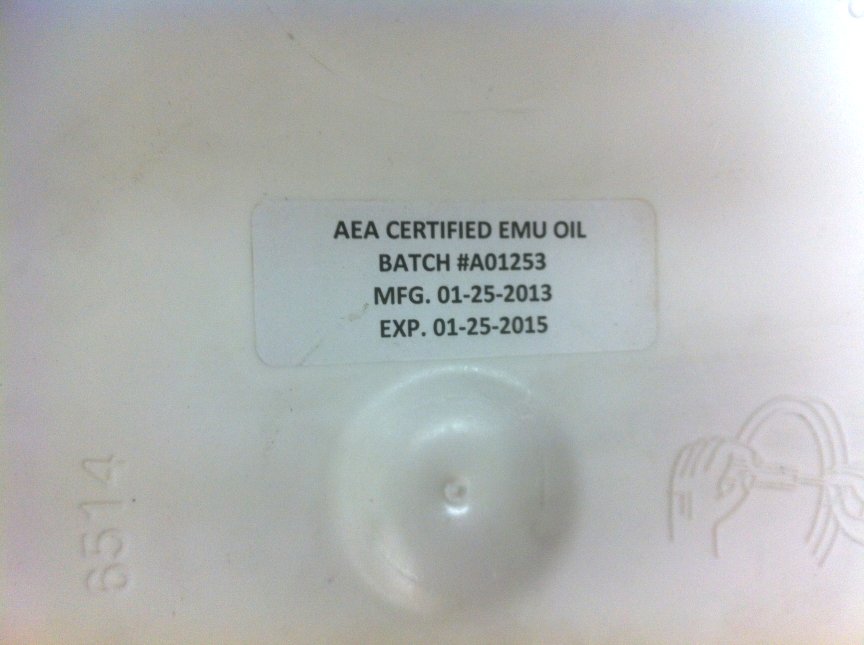 AEA CERTIFIED EMU OIL
BATCH #A01253
MFG. 01-25-2013
EXP. 01-25-2015
6514